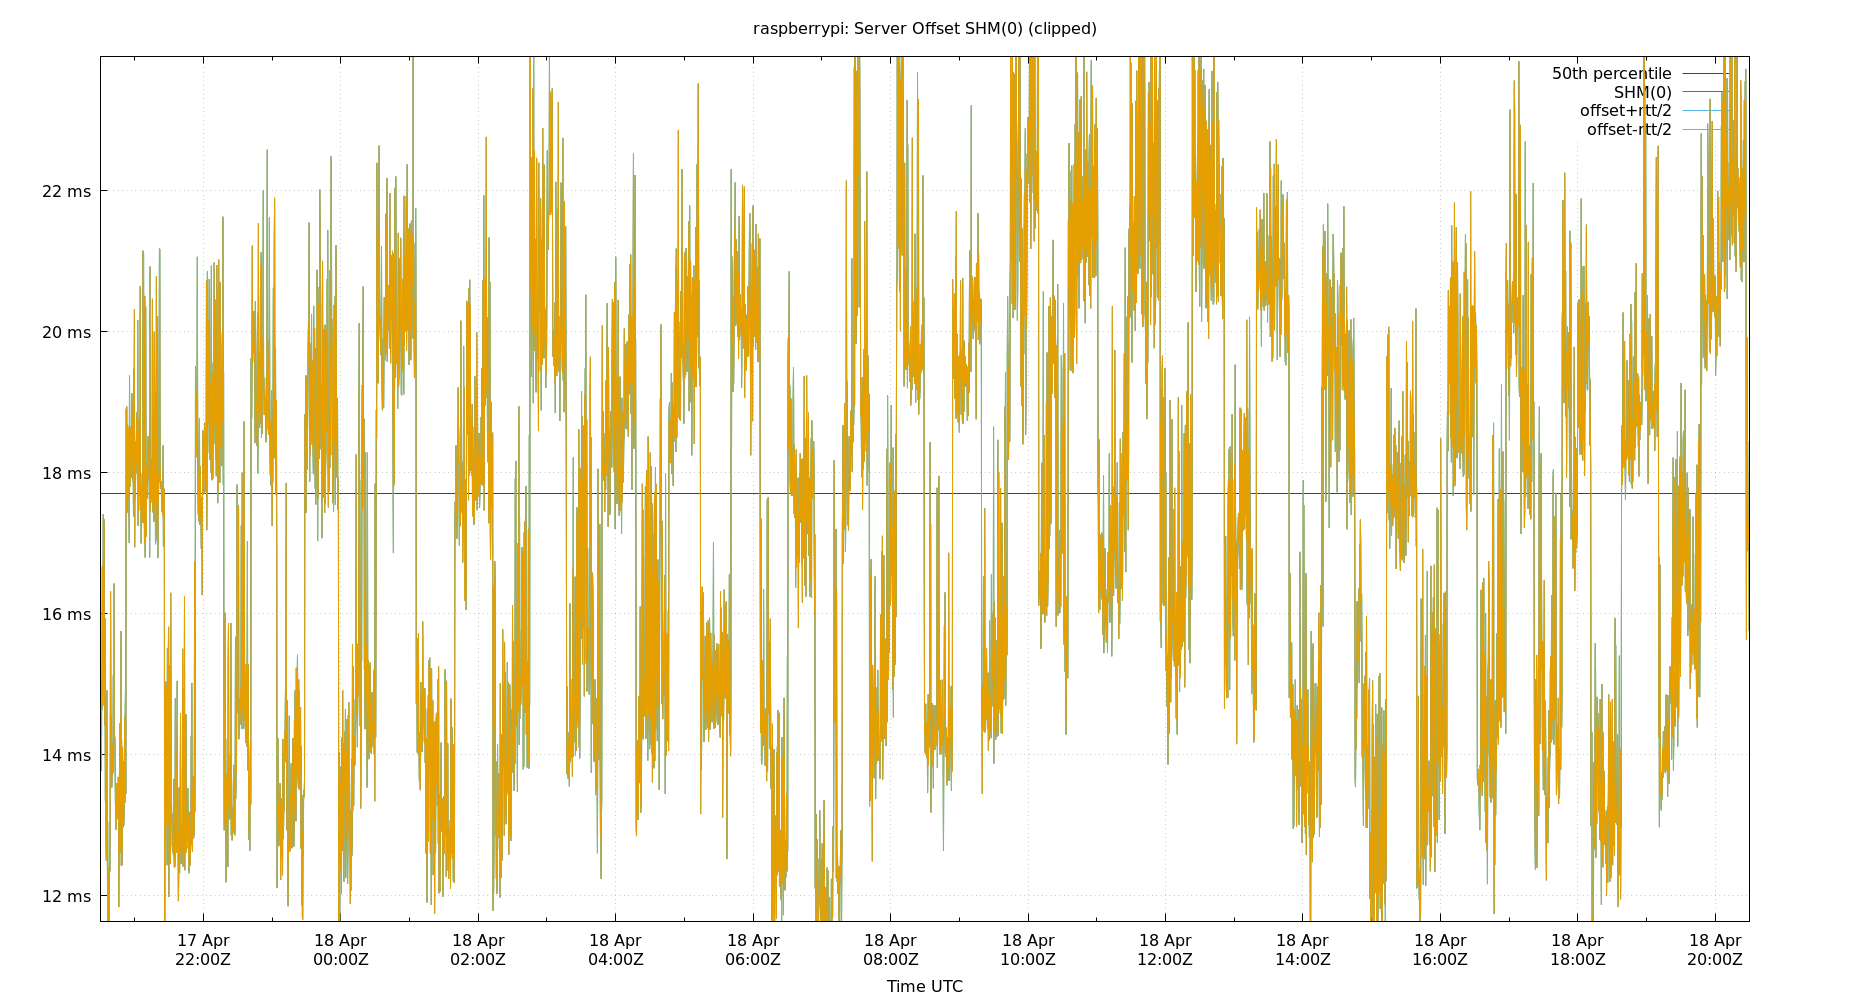 raspberrypi: Server Offset SHM(0) (clipped)
50th percentile
SHM(0)
offset+rtt/2
offset-rtt/2
22 ms
20 ms
18 ms
16 ms
14 ms
12 ms
17 Apr 18 Apr 18 Apr 18 Apr 18 Apr 18 Apr 18 Apr 18 Apr 18 Apr 18 Apr 18 Apr 18 Apr
22:00Z 00:00Z 02:00Z 04:00Z 06:00Z 08:00Z 10:00Z 12:00Z 14:00Z 16:00Z 18:00Z 20:00Z
Time UTC